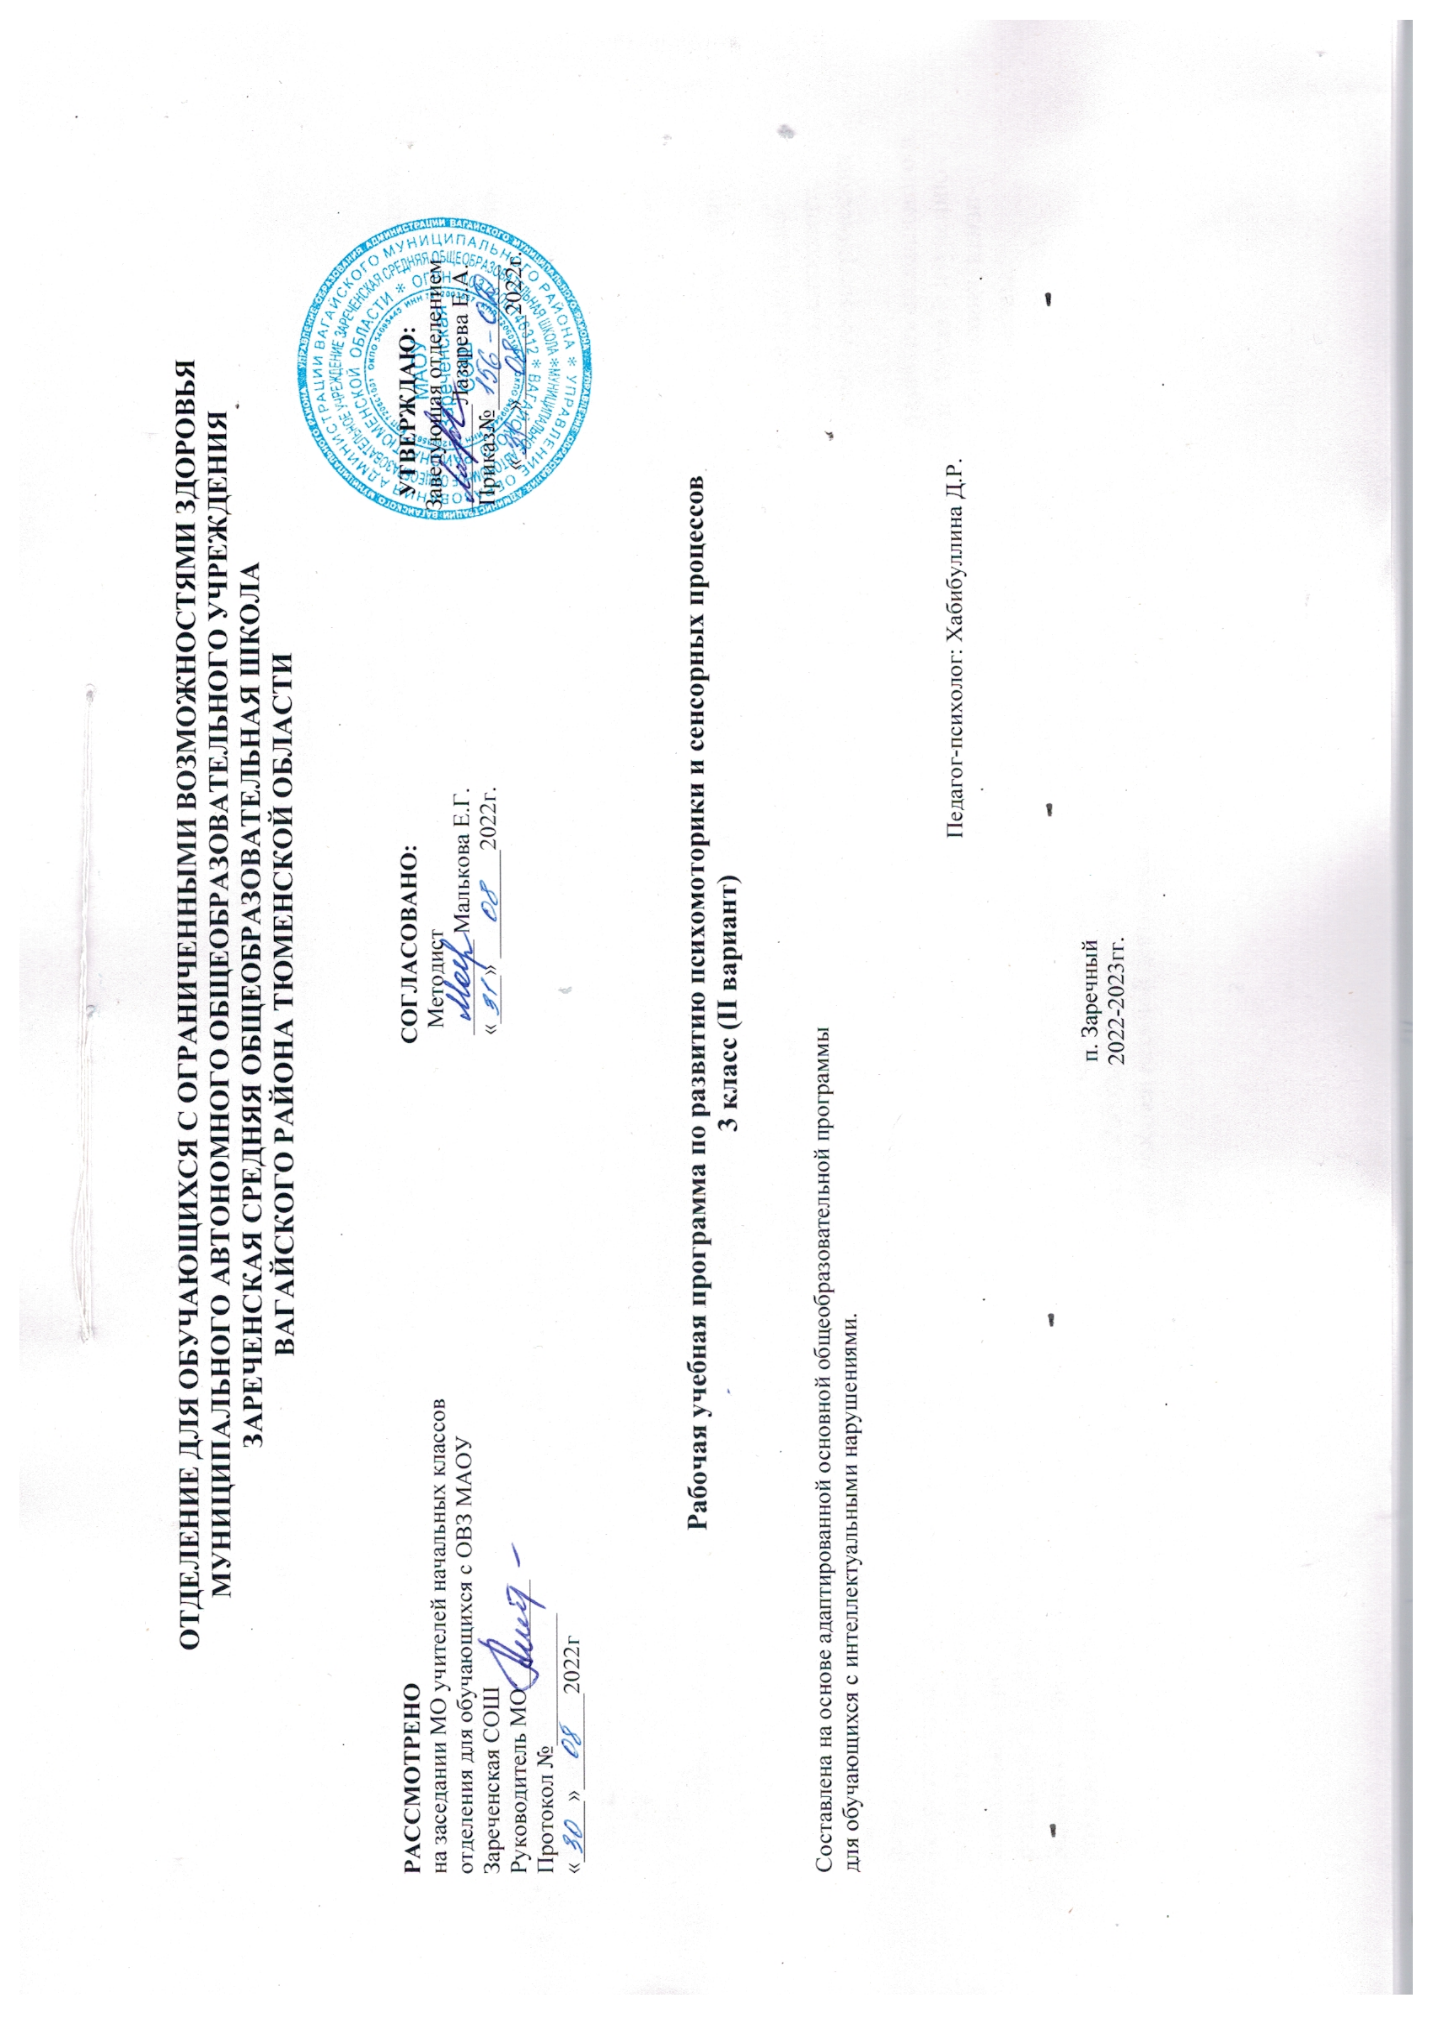 ОТДЕЛЕНИЕ ДЛЯ ОБУЧАЮЩИХСЯ С ОГРАНИЧЕННЫМИ ВОЗМОЖНОСТЯМИ ЗДОРОВЬЯ
МУНИЦИПАЛЬНОГО АВТОНОМНОГО ОБЩЕОБРАЗОВАТЕЛЬНОГО УЧРЕЖДЕНИЯ
ЗАРЕЧЕНСКАЯ СРЕДНЯЯ ОБЩЕОБРАЗОВАТЕЛЬНАЯ ШКОЛА
ВАГАЙСКОГО РАЙОНА ТЮМЕНСКОЙ ОБЛАСТИ
РАССМОТРЕНО
на заседании МО учителей начальных классов
отделения для обучающихся с ОВЗ МАОУ
Зареченская СОШ
Руководитель МО
Протокол №
«30» 08 2022г
СОГЛАСОВАНО:
Методист
Малькова Е.Г.
«31» 08 2022г.
УТВЕРЖДАЮ:
Заведующая отделением
Лазарева Е.А.
Приказ№ 156
«31» 08 2022г.
Рабочая учебная программа по развитию психомоторики и сенсорных процессов
3 класс (II вариант)
Составлена на основе адаптированной основной общеобразовательной программы
для обучающихся с интеллектуальными нарушениями.
Педагог-психолог: Хабибуллина Д.Р.
п. Заречный
2022-2023гг.